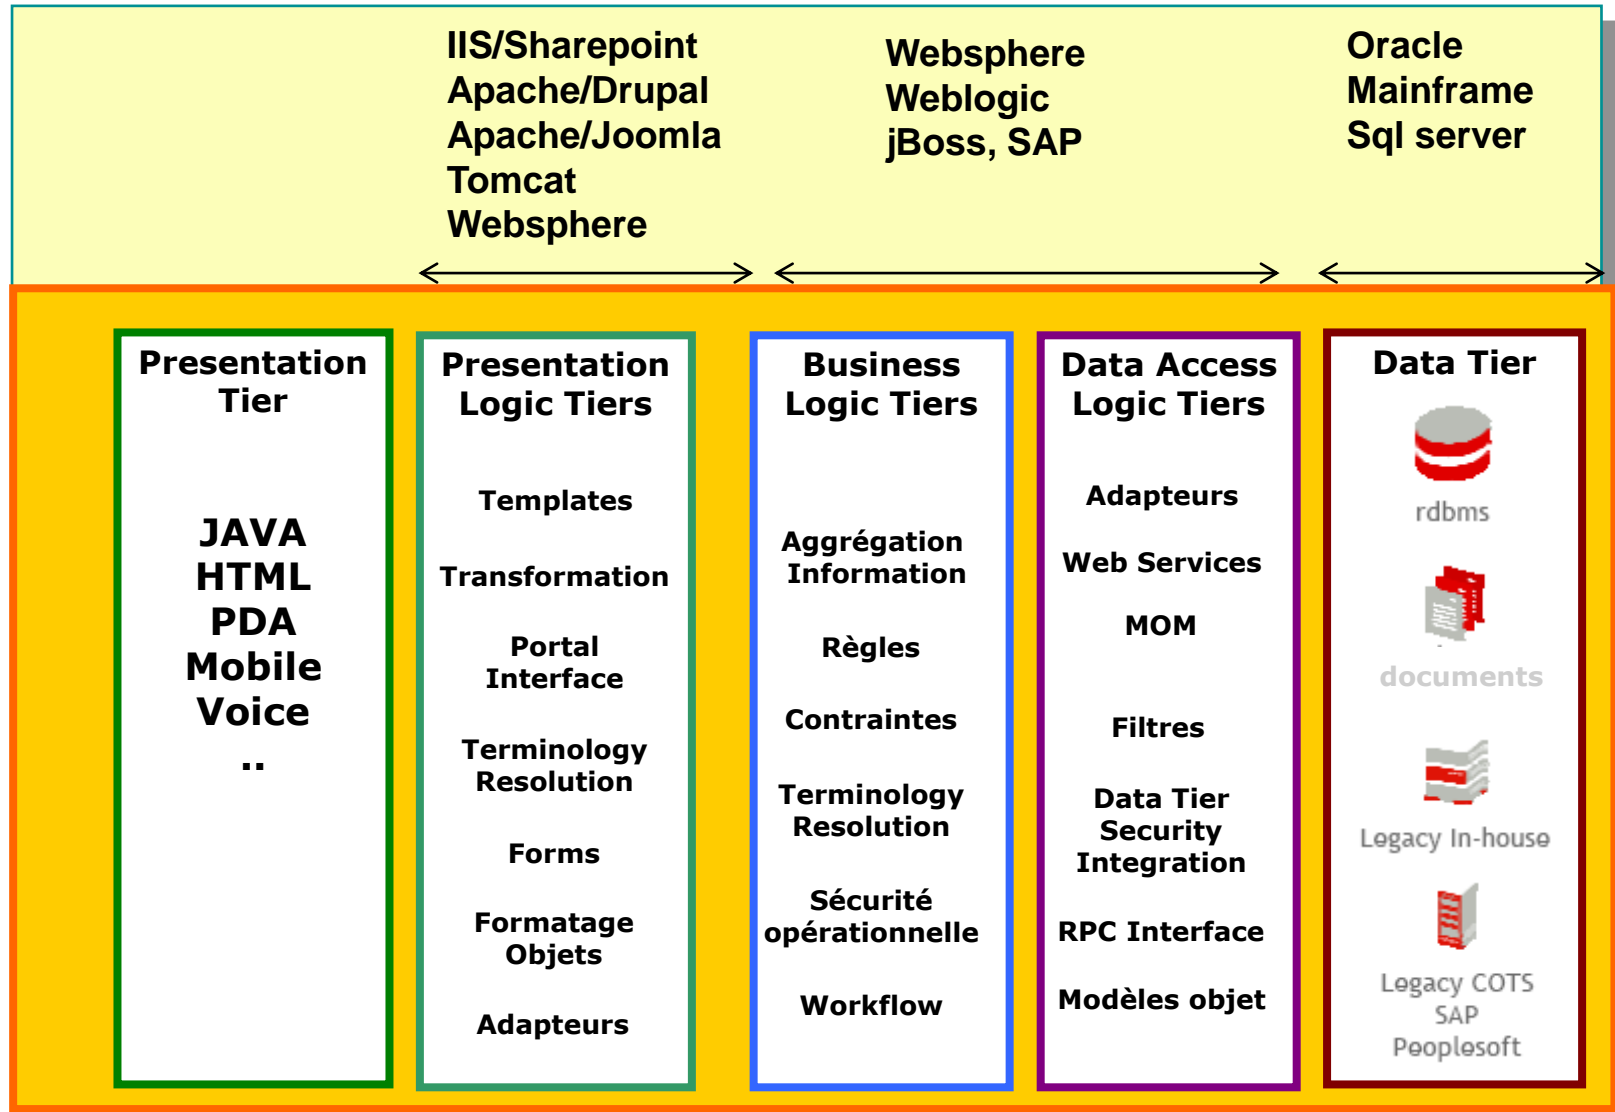 IIS/Sharepoint
Apache/Drupal
Apache/Joomla
Tomcat
Websphere
Websphere
Weblogic
jBoss, SAP
Oracle
Mainframe
Sql server
Presentation
Tier
JAVA
HTML
PDA
Mobile
Voice
..
Presentation
Logic Tiers
Templates
Transformation
Portal
Interface
Terminology
Resolution
Forms
Formatage
Objets
Adapteurs
Business
Logic Tiers
Aggrégation
Information
Règles
Contraintes
Terminology
Resolution
Sécurité
opérationnelle
Workflow
Data Access
Logic Tiers
Adapteurs
Web Services
MOM
Filtres
Data Tier
Security
Integration
RPC Interface
Modèles objet
Data Tier
rdbms
documents
Legacy In-house
Legacy COTS
SAP
Peoplesoft